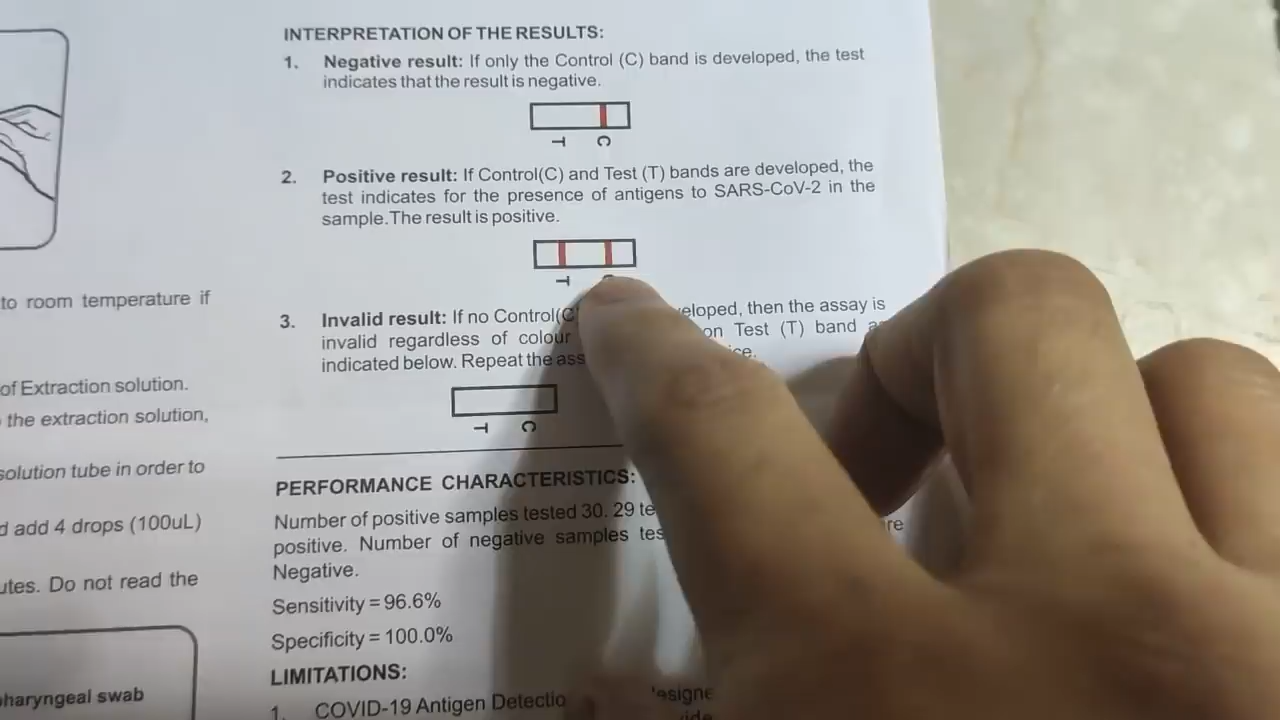 INTERPRETATION OF THE RESULTS:
1. Negative result: If only the Control (C) band is developed, the test
indicates that the result is negative.
T C
2. Positive result: If Control(C) and Test (T) bands are developed, the
test indicates for the presence of antigens to SARS-CoV-2 in the
sample.The result is positive.
T
3. Invalid result: If no Control(C eloped, then the assay is
invalid regardless of colour on Test (T) band
indicated below. Repeat the ass ice.
T C
PERFORMANCE CHARACTERISTICS:
Number of positive samples tested 30. 29 te
positive. Number of negative samples tes re
Negative.
Sensitivity = 96.6%
Specificity = 100.0%
LIMITATIONS:
1. COVID-19 Antigen Detectio esigne
to room temperature if
of Extraction solution.
the extraction solution,
solution tube in order to
d add 4 drops (100uL)
utes. Do not read the
haryngeal swab